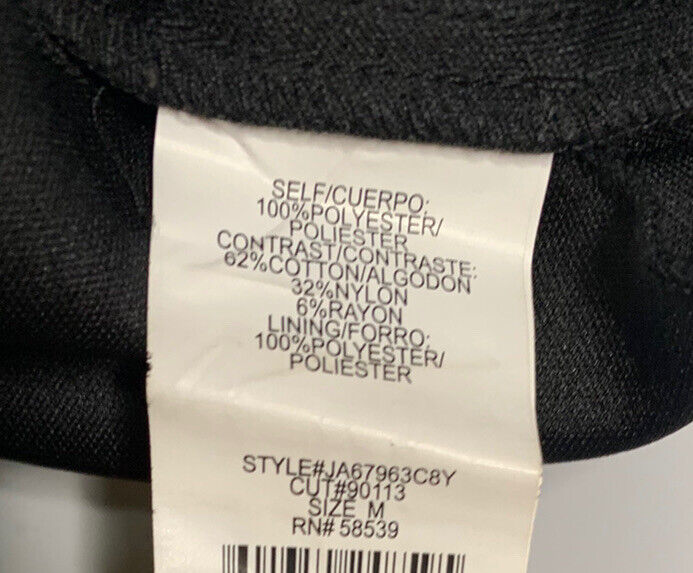 SELF/CUERPO:
100%POLYESTER/
POLIESTER
CONTRAST/CONTRASTE:
62%COTTON/ALGODON
32%NYLON
6%RAYON
LINING/FORRO:
100%POLYESTER/
POLIESTER
STYLE#JA67963C8Y
CUT#90113
SIZE M
RN# 58539